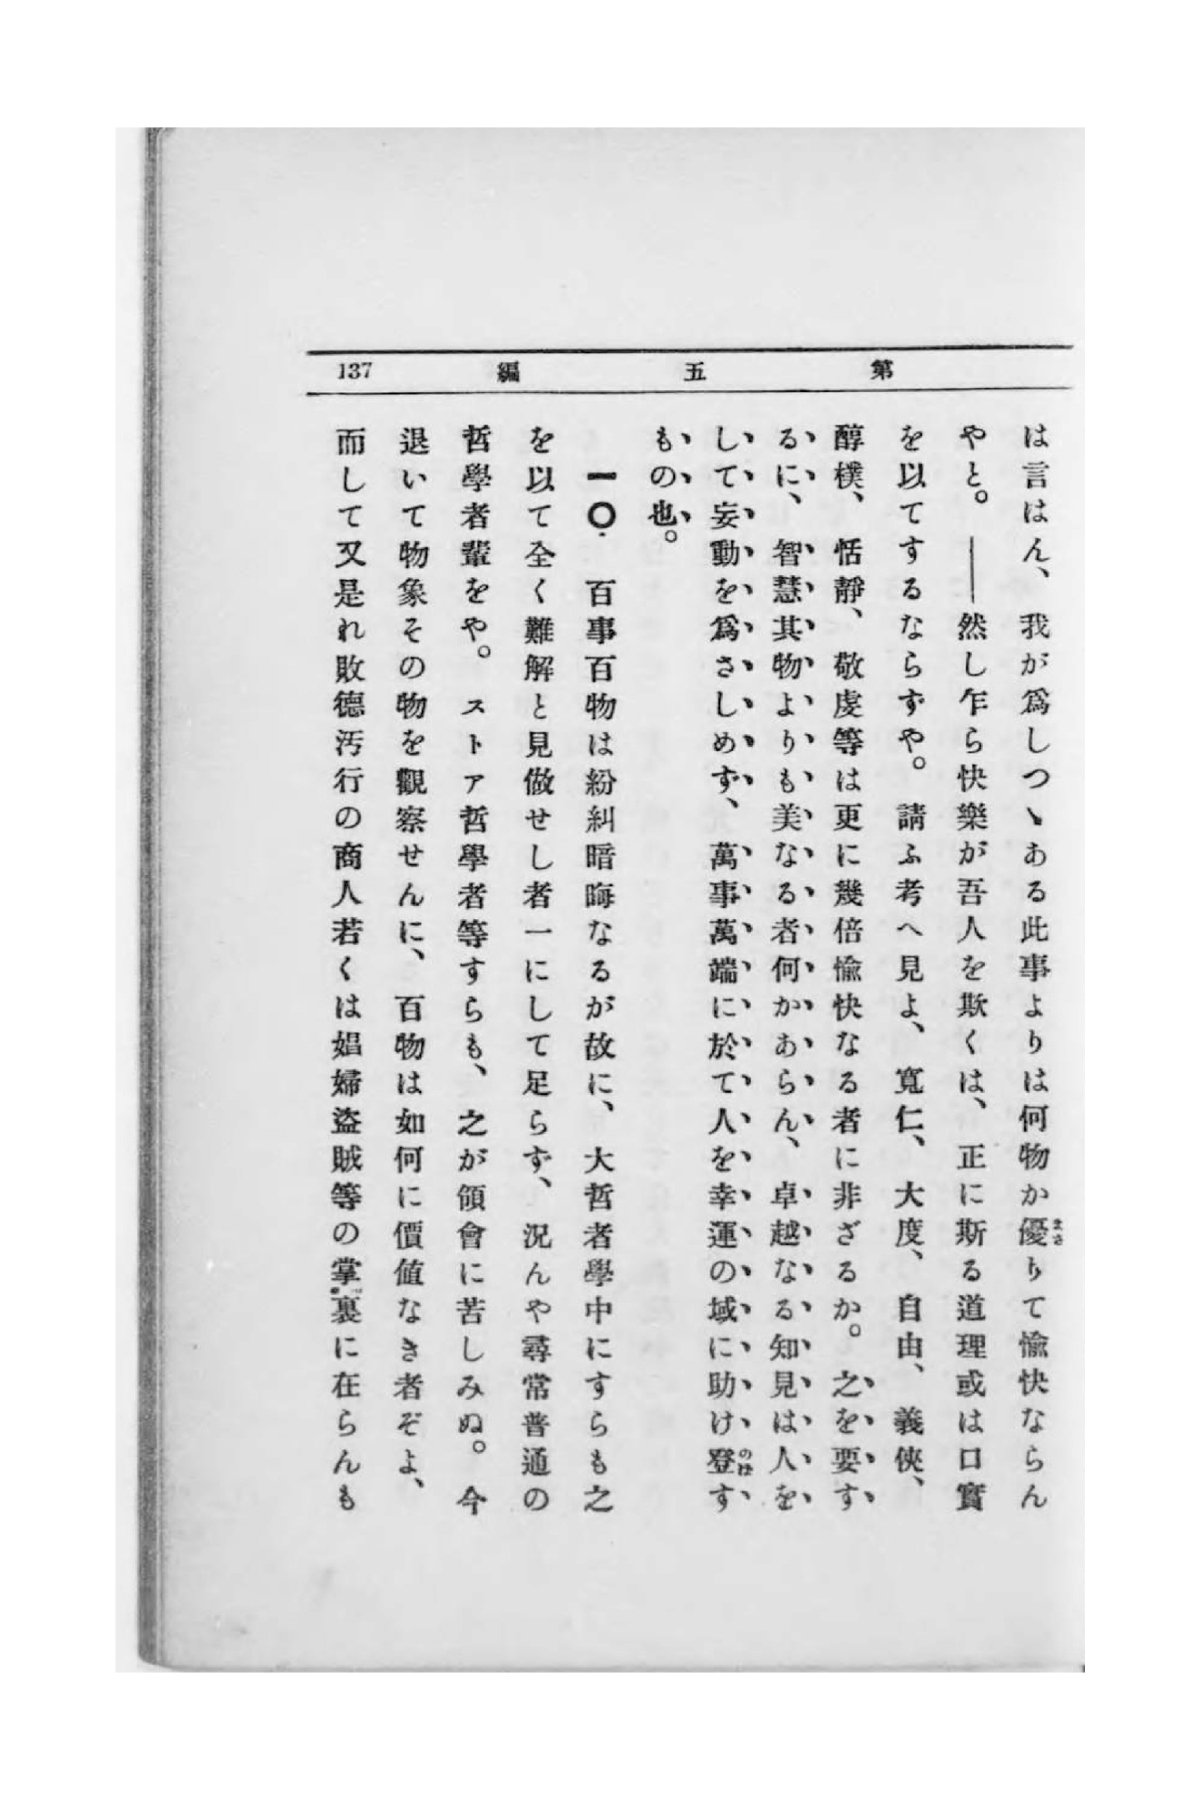 第五編 137
は言はん、我が爲しつゝある此事よりは何物か優りて愉快ならん
やと。――然し乍ら快樂が吾人を欺くは、正に斯る道理或は口實
を以てするならずや。請ふ考へ見よ、寛仁、大度、自由、義俠、
醇樸、恬靜、敬虔等は更に幾倍愉快なる者に非ざるか。之を要す
るに、智慧其物よりも美なる者何かあらん、卓越なる知見は人を
して妄動を爲さしめず、萬事萬端に於て人を幸運の域に助け登す
もの也。
一〇. 百事百物は紛糾暗晦なるが故に、大哲者學中にすらも之
を以て全く難解と見做せし者一にして足らず、況んや尋常普通の
哲學者輩をや。ストア哲學者等すらも、之が領會に苦しみぬ。今
退いて物象その物を觀察せんに、百物は如何に價値なき者ぞよ、
而して又是れ敗德汚行の商人若くは娼婦盜賊等の掌裏に在らんも